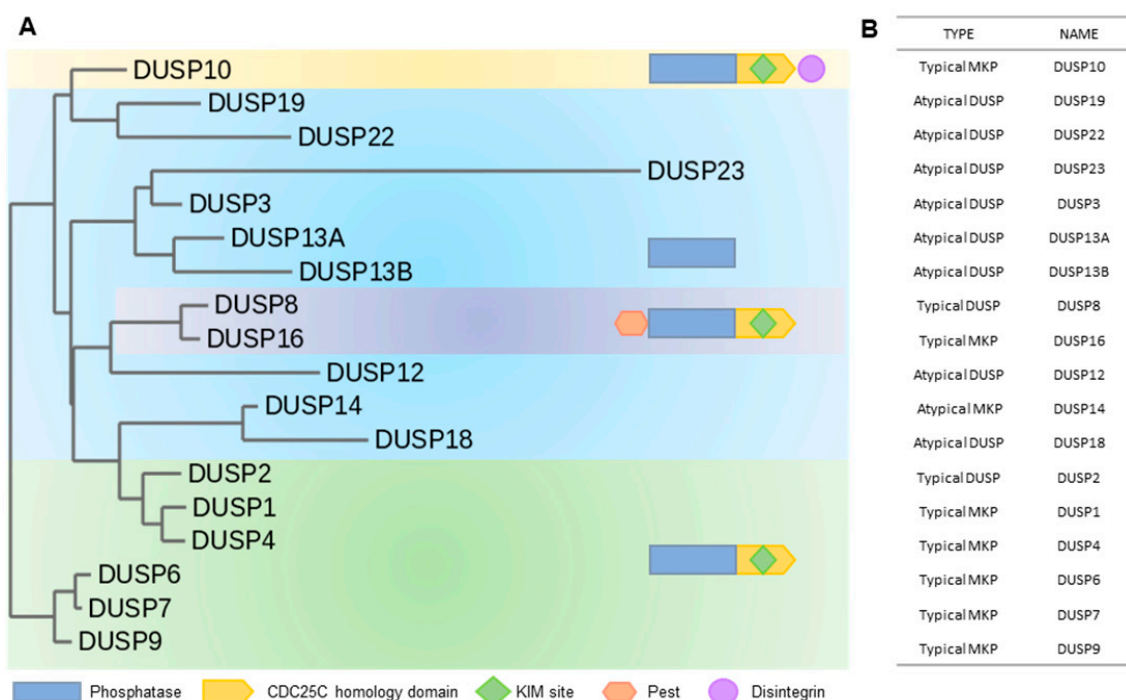 A
DUSP10
DUSP19
DUSP22
DUSP23
DUSP3
DUSP13A
DUSP13B
DUSP8
DUSP16
DUSP12
DUSP14
DUSP18
DUSP2
DUSP1
DUSP4
DUSP6
DUSP7
DUSP9
Phosphatase CDC25C homology domain KIM site Pest Disintegrin
B
TYPE NAME
Typical MKP DUSP10
Atypical DUSP DUSP19
Atypical DUSP DUSP22
Atypical DUSP DUSP23
Atypical DUSP DUSP3
Atypical DUSP DUSP13A
Atypical DUSP DUSP13B
Typical DUSP DUSP8
Typical MKP DUSP16
Atypical DUSP DUSP12
Atypical MKP DUSP14
Atypical DUSP DUSP18
Typical DUSP DUSP2
Typical MKP DUSP1
Typical MKP DUSP4
Typical MKP DUSP6
Typical MKP DUSP7
Typical MKP DUSP9